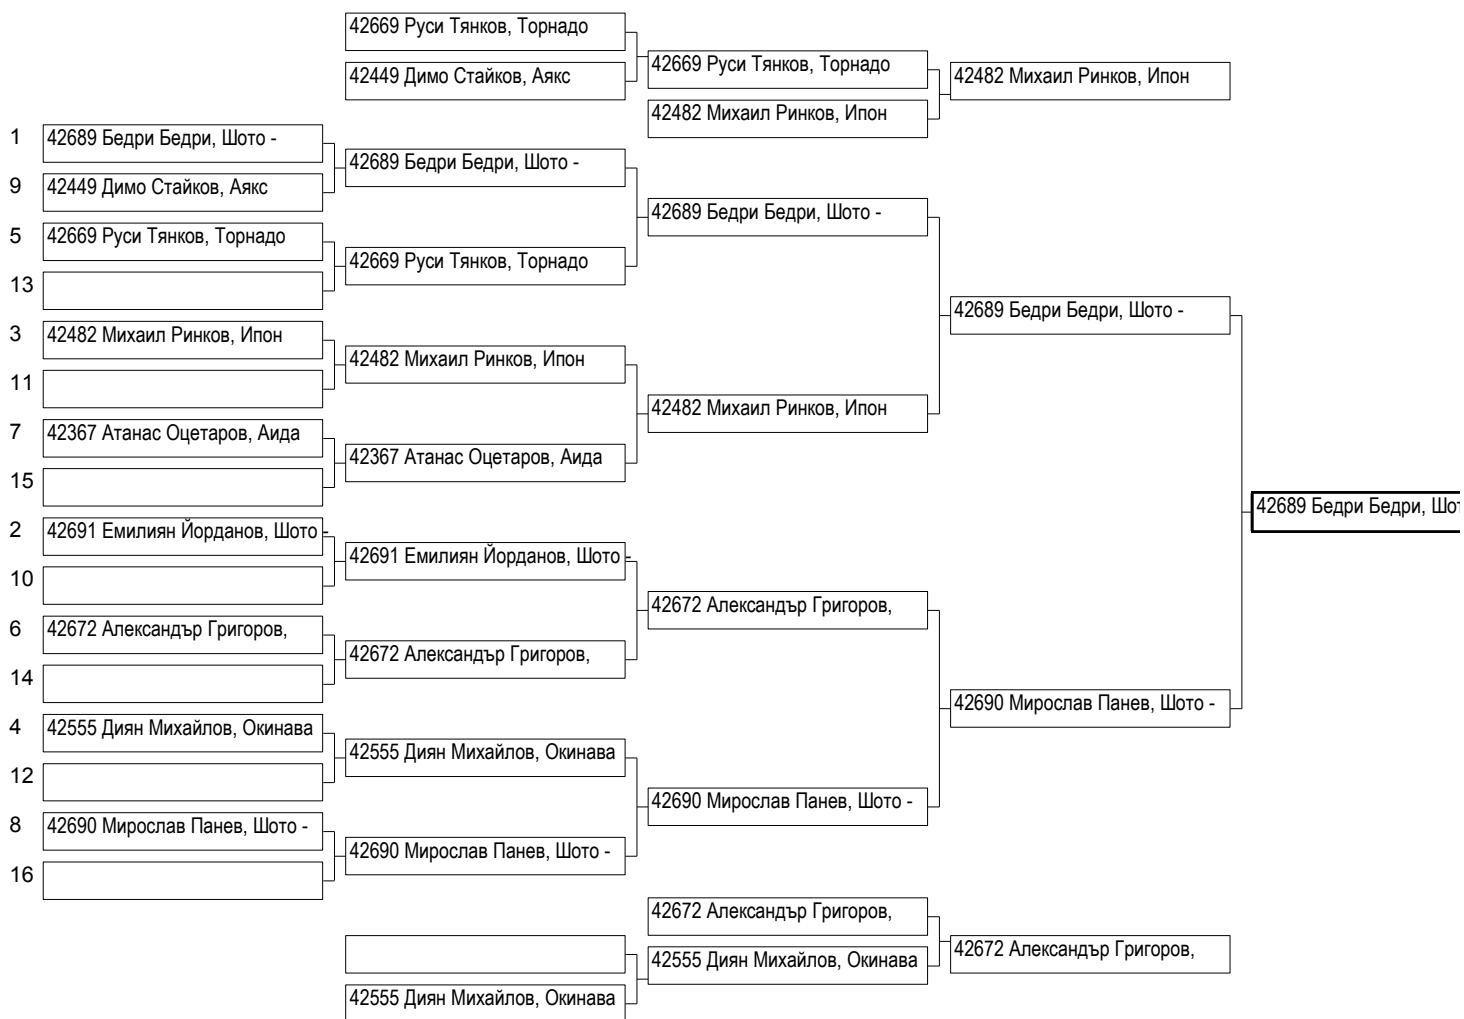 42669 Руси Тянков, Торнадо
42449 Димо Стайков, Аякс
42669 Руси Тянков, Торнадо
42482 Михаил Ринков, Ипон
42482 Михаил Ринков, Ипон
1 42689 Бедри Бедри, Шото -
9 42449 Димо Стайков, Аякс
5 42669 Руси Тянков, Торнадо
13
3 42482 Михаил Ринков, Ипон
11
7 42367 Атанас Оцетаров, Аида
15
2 42691 Емилиян Йорданов, Шото -
10
6 42672 Александър Григоров,
14
4 42555 Диян Михайлов, Окинава
12
8 42690 Мирослав Панев, Шото -
16
42689 Бедри Бедри, Шото -
42669 Руси Тянков, Торнадо
42482 Михаил Ринков, Ипон
42367 Атанас Оцетаров, Аида
42691 Емилиян Йорданов, Шото -
42672 Александър Григоров,
42555 Диян Михайлов, Окинава
42690 Мирослав Панев, Шото -
42689 Бедри Бедри, Шото -
42482 Михаил Ринков, Ипон
42672 Александър Григоров,
42690 Мирослав Панев, Шото -
42689 Бедри Бедри, Шото -
42690 Мирослав Панев, Шото -
42689 Бедри Бедри, Шот
42672 Александър Григоров,
42555 Диян Михайлов, Окинава
42555 Диян Михайлов, Окинава
42672 Александър Григоров,